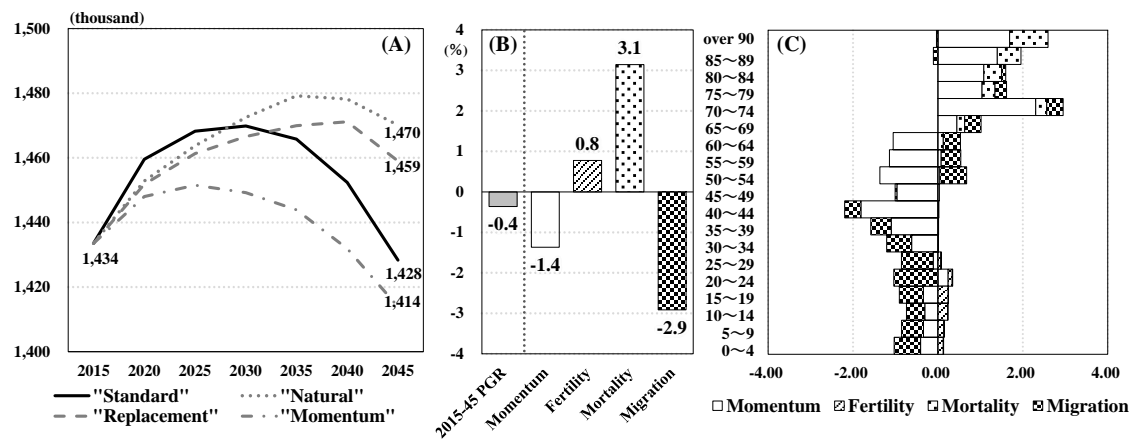 (thousand)
1,500
1,480
1,460
1,440
1,420
1,400
(A)
1,434
1,470
1,459
1,428
1,414
2015 2020 2025 2030 2035 2040 2045
"Standard" "Natural"
"Replacement" "Momentum"
(B)
(%)
4
3
2
1
0
-1
-2
-3
-4
-0.4
-1.4
0.8
3.1
-2.9
2015-45 PGR
Momentum
Fertility
Mortality
Migration
(C)
over 90
85～89
80～84
75～79
70～74
65～69
60～64
55～59
50～54
45～49
40～44
35～39
30～34
25～29
20～24
15～19
10～14
5～9
0～4
-4.00 -2.00 0.00 2.00 4.00
Momentum Fertility Mortality Migration